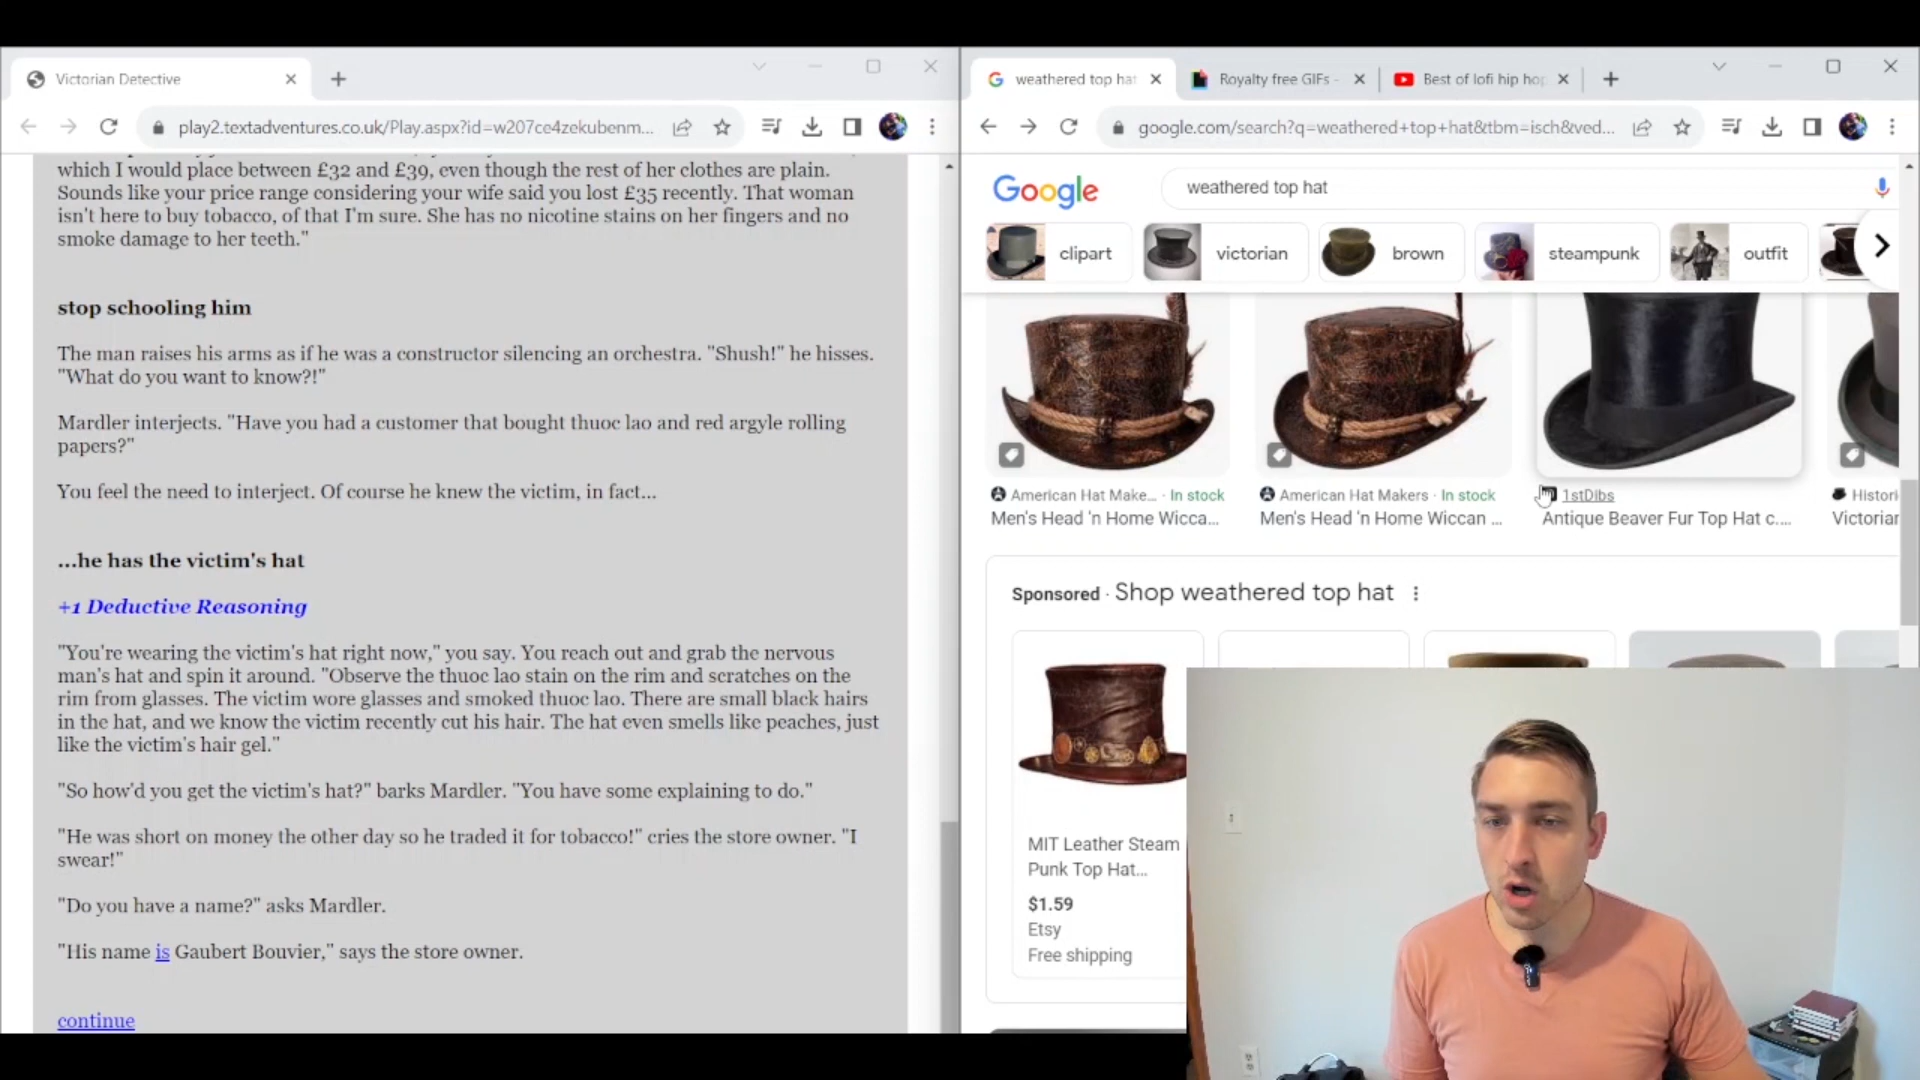 Victorian Detective
play2.textadventures.co.uk/Play.aspx?id=w207ce4zekubenm...
which I would place between £32 and £39, even though the rest of her clothes are plain.
Sounds like your price range considering your wife said you lost £35 recently. That woman
isn't here to buy tobacco, of that I'm sure. She has no nicotine stains on her fingers and no
smoke damage to her teeth."
stop schooling him
The man raises his arms as if he was a constructor silencing an orchestra. "Shush!" he hisses.
"What do you want to know?!"
Mardler interjects. "Have you had a customer that bought thuoc lao and red argyle rolling
papers?"
You feel the need to interject. Of course he knew the victim, in fact...
...he has the victim's hat
+1 Deductive Reasoning
"You're wearing the victim's hat right now," you say. You reach out and grab the nervous
man's hat and spin it around. "Observe the thuoc lao stain on the rim and scratches on the
rim from glasses. The victim wore glasses and smoked thuoc lao. There are small black hairs
in the hat, and we know the victim recently cut his hair. The hat even smells like peaches, just
like the victim's hair gel."
"So how'd you get the victim's hat?" barks Mardler. "You have some explaining to do."
"He was short on money the other day so he traded it for tobacco!" cries the store owner. "I
swear!"
"Do you have a name?" asks Mardler.
"His name is Gaubert Bouvier," says the store owner.
continue
weathered top hat
Royalty free GIFs -
Best of lofi hip hop
google.com/search?q=weathered+top+hat&tbm=isch&ved...
Google
weathered top hat
clipart
victorian
brown
steampunk
outfit
American Hat Make... · In stock
Men's Head 'n Home Wicca...
American Hat Makers · In stock
Men's Head 'n Home Wiccan ...
1stDibs
Antique Beaver Fur Top Hat c....
Histori
Victorian
Sponsored · Shop weathered top hat
MIT Leather Steam
Punk Top Hat...
$1.59
Etsy
Free shipping